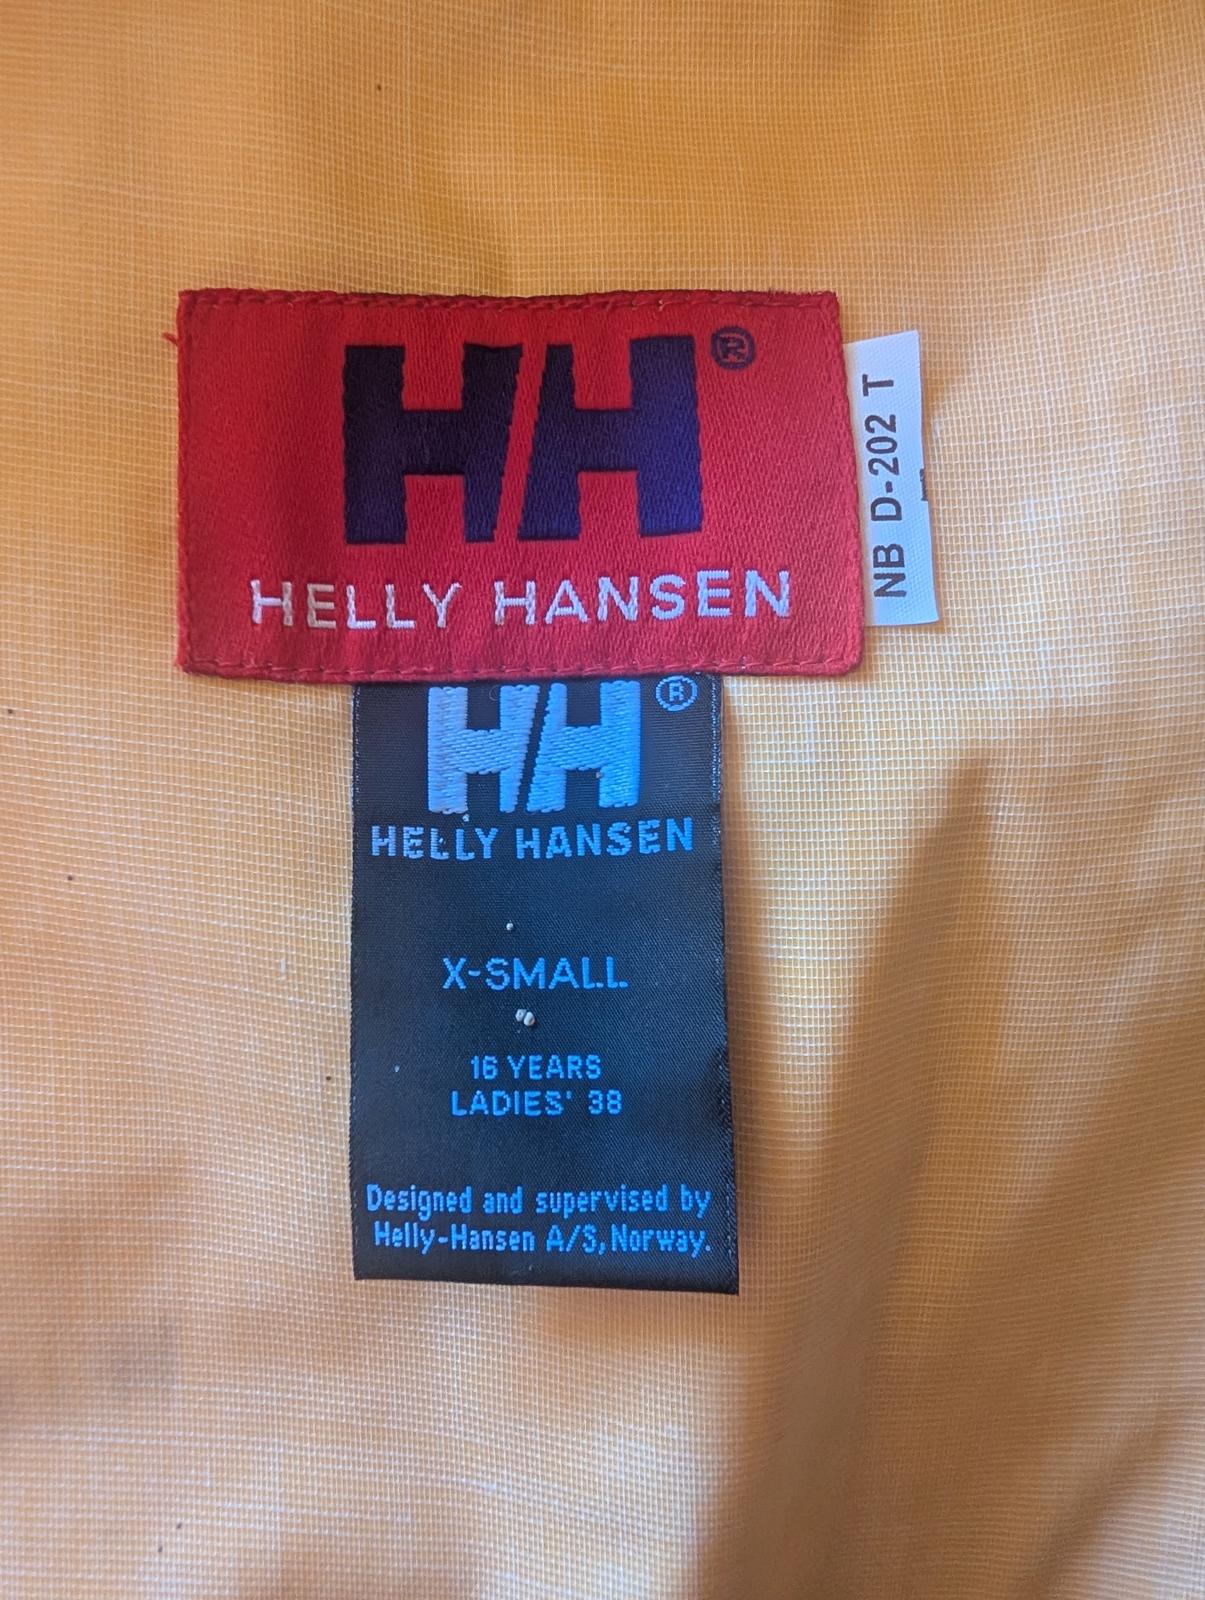 HH®
HELLY HANSEN
NB D-202 T
HH®
HELLY HANSEN
X-SMALL
16 YEARS
LADIES' 38
Designed and supervised by
Helly-Hansen A/S, Norway.